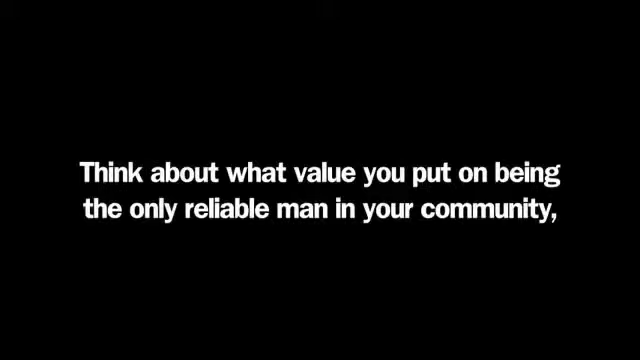 Think about what value you put on being
the only reliable man in your community,